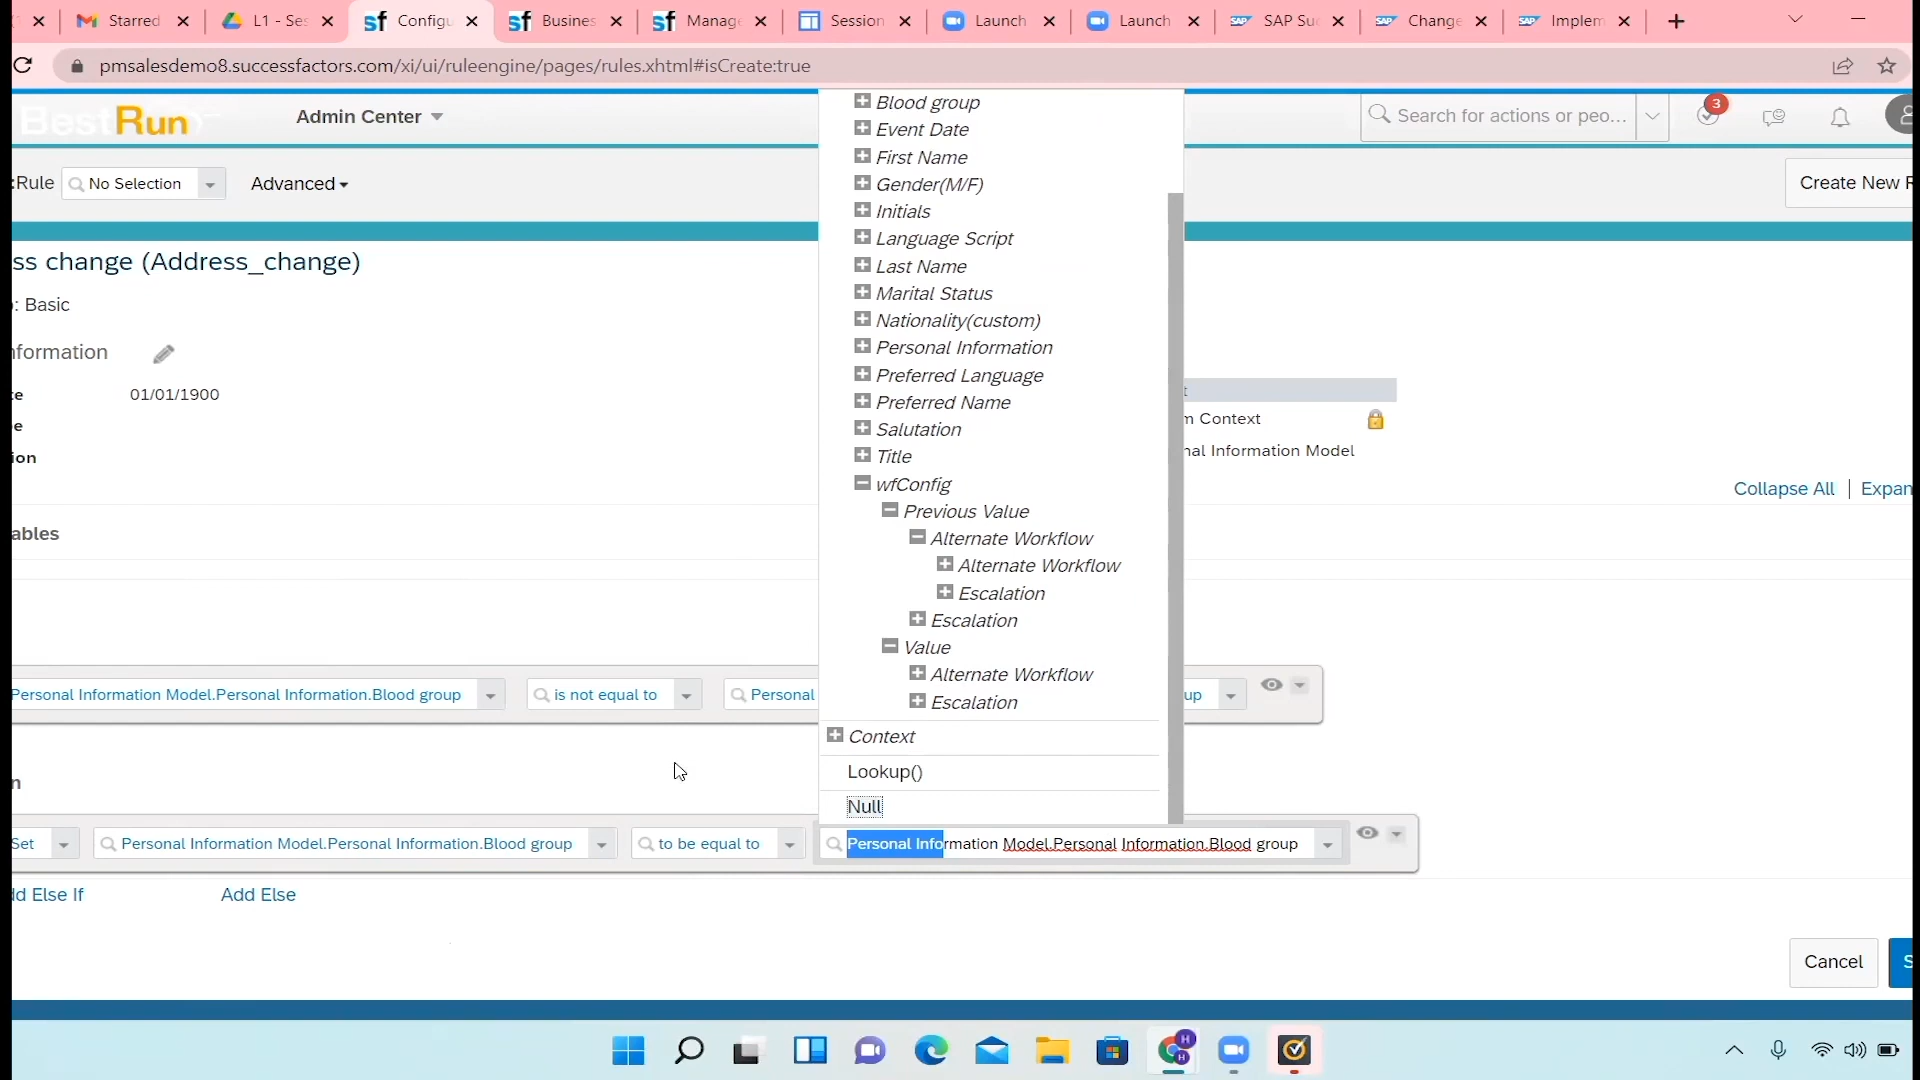 Starred
L1 - Ses
Configu
Busines
Manage
Session
Launch
Launch
SAP Suc
Change
Implem
pmsalesdemo8.successfactors.com/xi/ui/ruleengine/pages/rules.xhtml#isCreate:true
BestRun
Admin Center
Search for actions or peo...
3
:Rule
No Selection
Advanced
Create New R
ss change (Address_change)
: Basic
nformation
01/01/1900
ion
t
m Context
nal Information Model
Collapse All | Expan
ables
Blood group
Event Date
First Name
Gender(M/F)
Initials
Language Script
Last Name
Marital Status
Nationality(custom)
Personal Information
Preferred Language
Preferred Name
Salutation
Title
wfConfig
Previous Value
Alternate Workflow
Alternate Workflow
Escalation
Escalation
Value
Alternate Workflow
Escalation
Context
Lookup()
Null
Personal Information Model.Personal Information.Blood group
is not equal to
Personal
up
n
Set
Personal Information Model.Personal Information.Blood group
to be equal to
Personal Information Model.Personal Information.Blood group
dd Else If
Add Else
Cancel
S
H
H